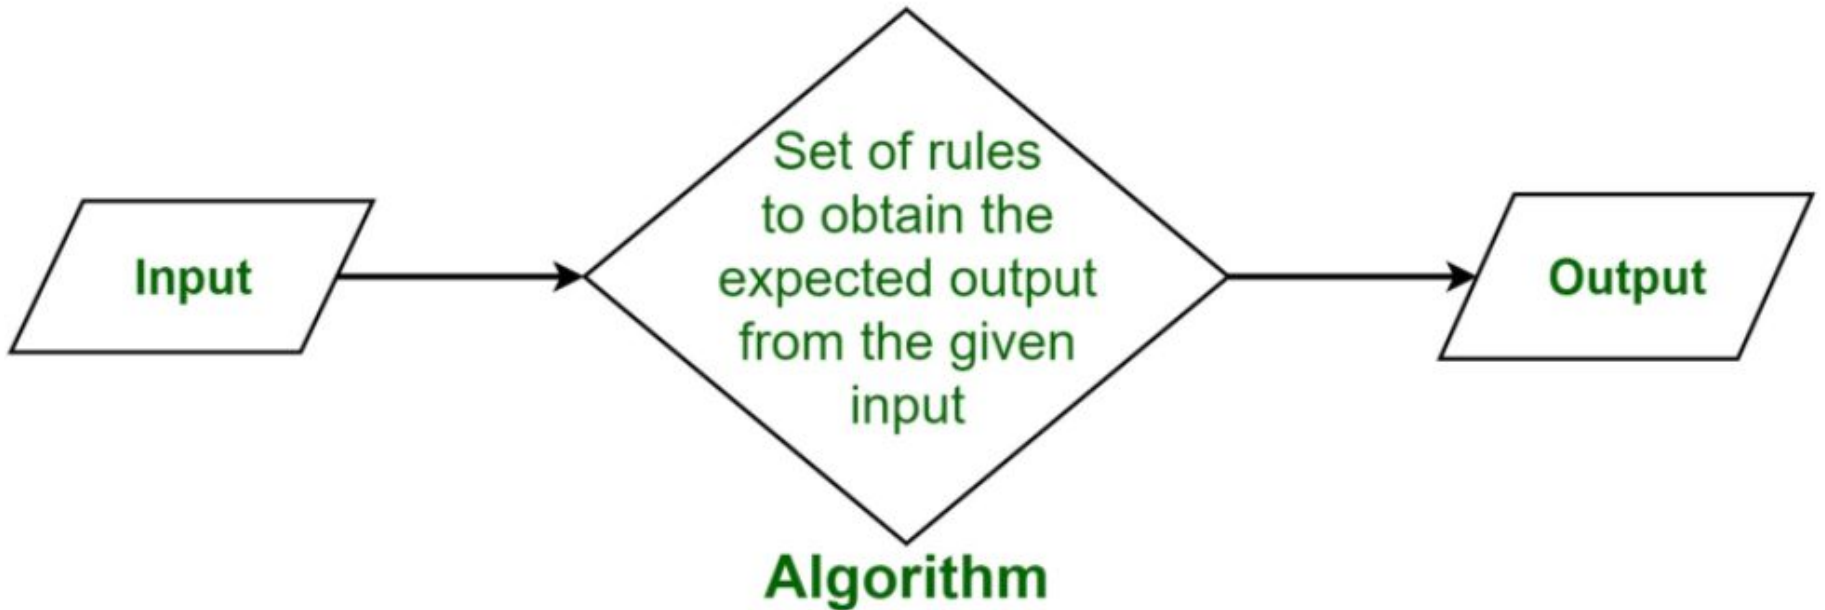 Input
Set of rules
to obtain the
expected output
from the given
input
Output
Algorithm